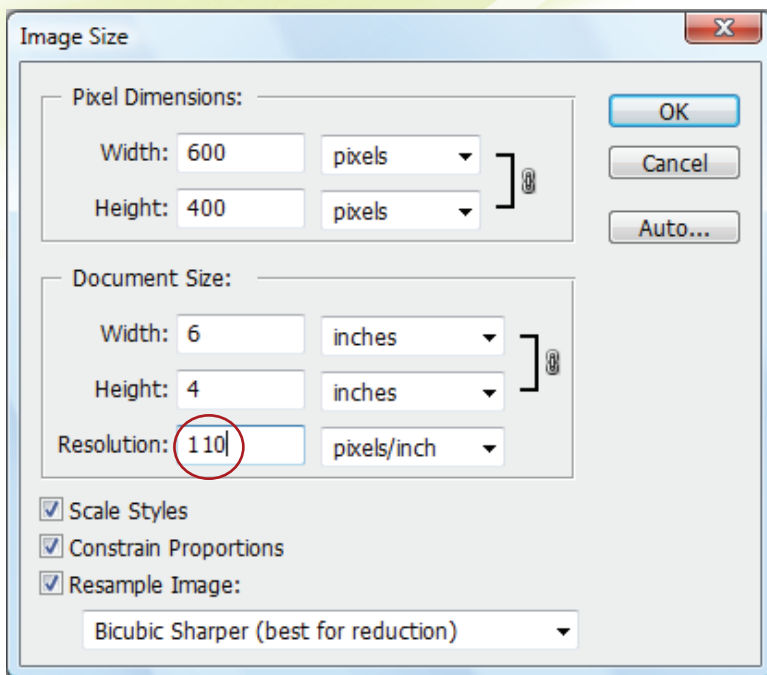 Image Size
Pixel Dimensions:
Width: 600 pixels
Height: 400 pixels
OK
Cancel
Auto...
Document Size:
Width: 6 inches
Height: 4 inches
Resolution: 110 pixels/inch
Scale Styles
Constrain Proportions
Resample Image:
Bicubic Sharper (best for reduction)